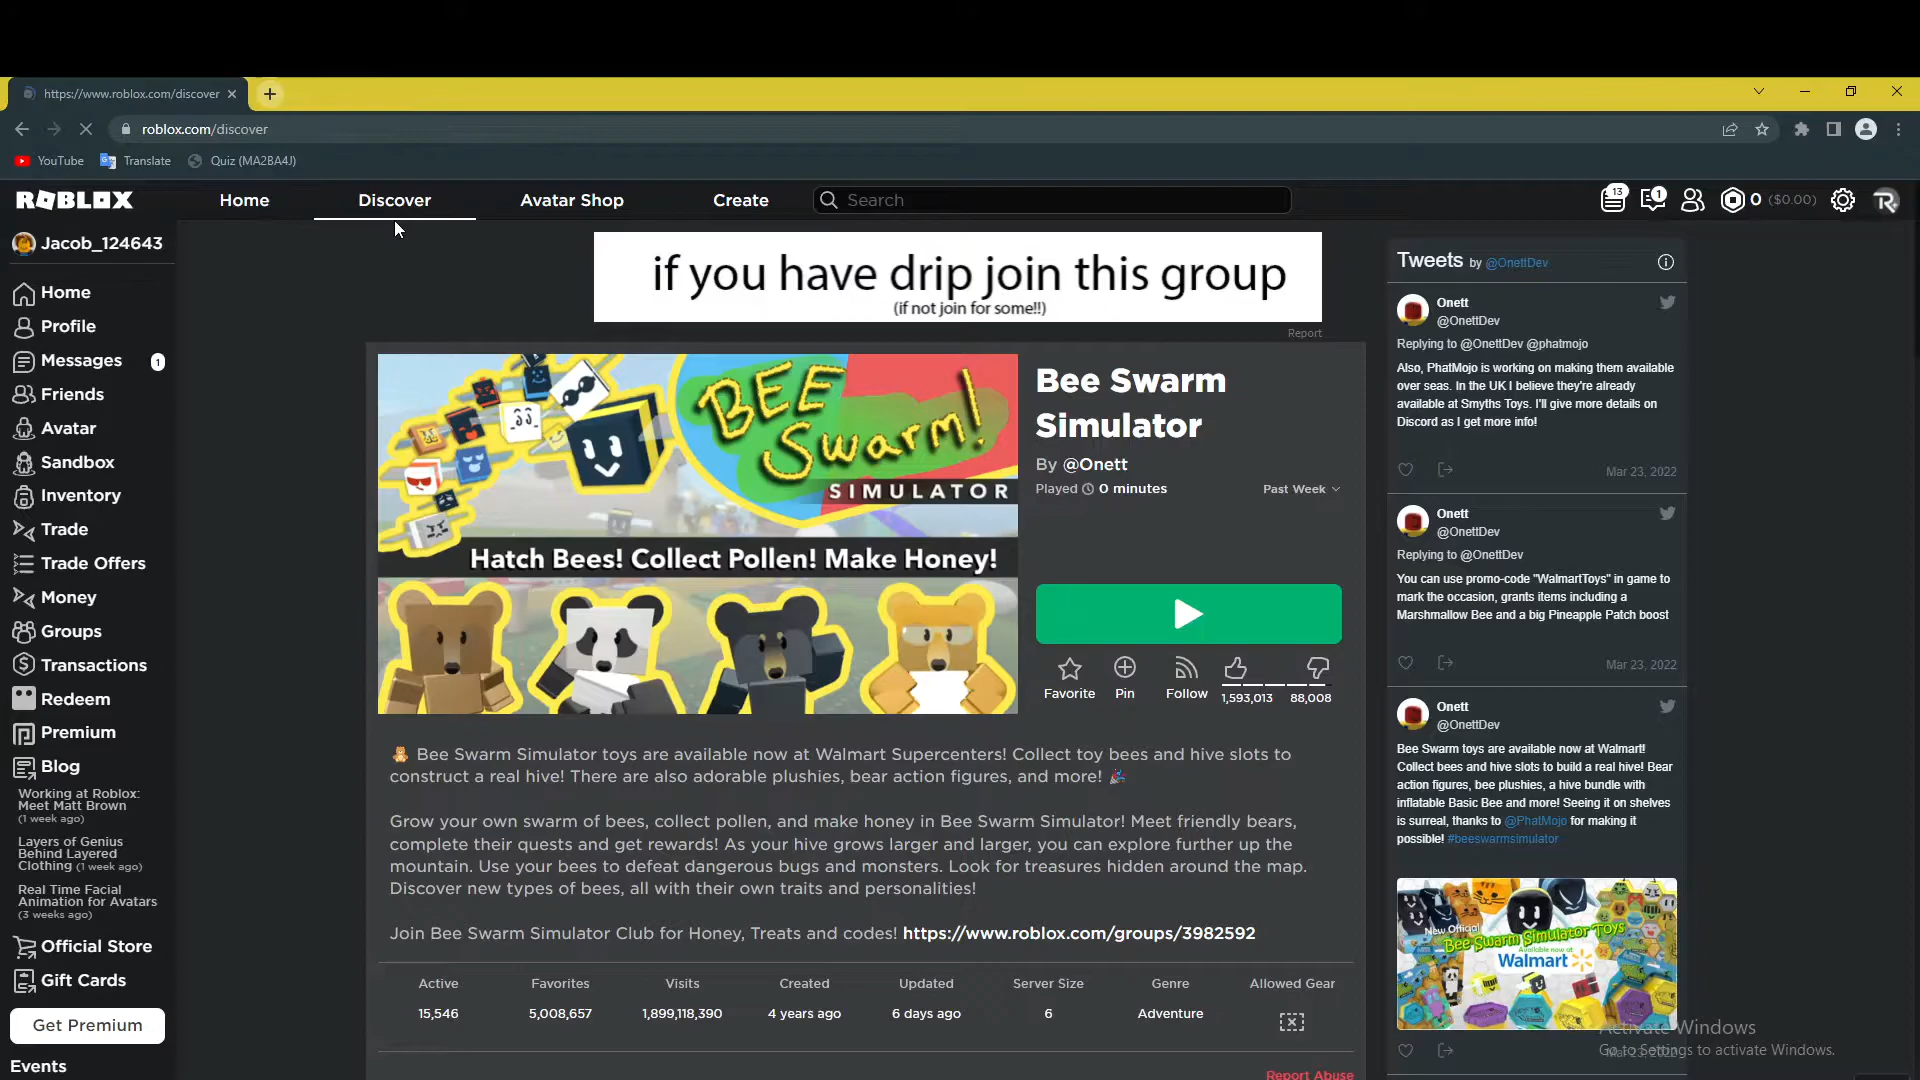 https://www.roblox.com/discover
roblox.com/discover
YouTube
Translate
Quiz (MA2BA4J)
ROBLOX
Home
Discover
Avatar Shop
Create
Search
13
1
0 ($0.00)
Jacob_124643
Home
Profile
Messages
1
Friends
Avatar
Sandbox
Inventory
Trade
Trade Offers
Money
Groups
Transactions
Redeem
Premium
Blog
Working at Roblox:
Meet Matt Brown
(1 week ago)
Layers of Genius
Behind Layered
Clothing (1 week ago)
Real Time Facial
Animation for Avatars
(3 weeks ago)
Official Store
Gift Cards
Get Premium
Events
if you have drip join this group
(if not join for some!!)
Report
BEE
Swarm!
SIMULATOR
Hatch Bees! Collect Pollen! Make Honey!
Bee Swarm
Simulator
By @Onett
Played 0 minutes
Past Week
Favorite
Pin
Follow
1,593,013
88,008
Bee Swarm Simulator toys are available now at Walmart Supercenters! Collect toy bees and hive slots to
construct a real hive! There are also adorable plushies, bear action figures, and more!
Grow your own swarm of bees, collect pollen, and make honey in Bee Swarm Simulator! Meet friendly bears,
complete their quests and get rewards! As your hive grows larger and larger, you can explore further up the
mountain. Use your bees to defeat dangerous bugs and monsters. Look for treasures hidden around the map.
Discover new types of bees, all with their own traits and personalities!
Join Bee Swarm Simulator Club for Honey, Treats and codes! https://www.roblox.com/groups/3982592
Active
Favorites
Visits
Created
Updated
Server Size
Genre
Allowed Gear
15,546
5,008,657
1,899,118,390
4 years ago
6 days ago
6
Adventure
Report Abuse
Tweets by @OnettDev
Onett
@OnettDev
Replying to @OnettDev @phatmojo
Also, PhatMojo is working on making them available
over seas. In the UK I believe they're already
available at Smyths Toys. I'll give more details on
Discord as I get more info!
Mar 23, 2022
Onett
@OnettDev
Replying to @OnettDev
You can use promo-code "WalmartToys" in game to
mark the occasion, grants items including a
Marshmallow Bee and a big Pineapple Patch boost
Mar 23, 2022
Onett
@OnettDev
Bee Swarm toys are available now at Walmart!
Collect bees and hive slots to build a real hive! Bear
action figures, bee plushies, a hive bundle with
inflatable Basic Bee and more! Seeing it on shelves
is surreal, thanks to @PhatMojo for making it
possible! #beeswarmsimulator
New Official
Bee Swarm Simulator Toys
Available now at
Walmart
Mar 23, 2022
Activate Windows
Go to Settings to activate Windows.